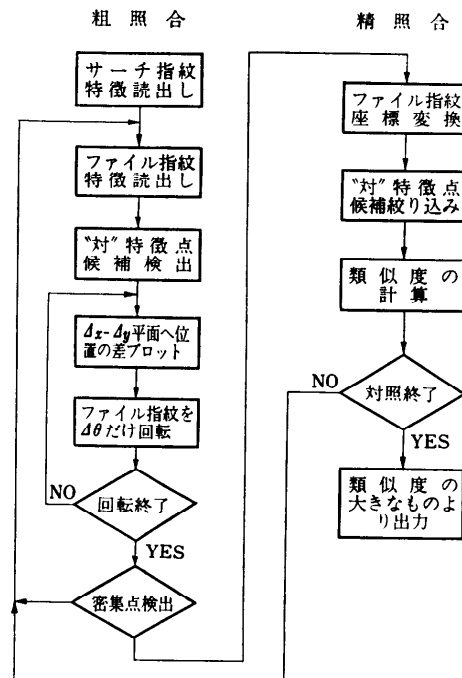 粗照合
サーチ指紋
特徴読出し
ファイル指紋
特徴読出し
“対”特徴点
候補検出
Δx-Δy平面へ位
置の差プロット
ファイル指紋を
Δθだけ回転
NO
回転終了
YES
密集点検出
精照合
ファイル指紋
座標変換
“対”特徴点
候補絞り込み
類似度の
計算
NO
対照終了
YES
類似度の
大きなものよ
り出力